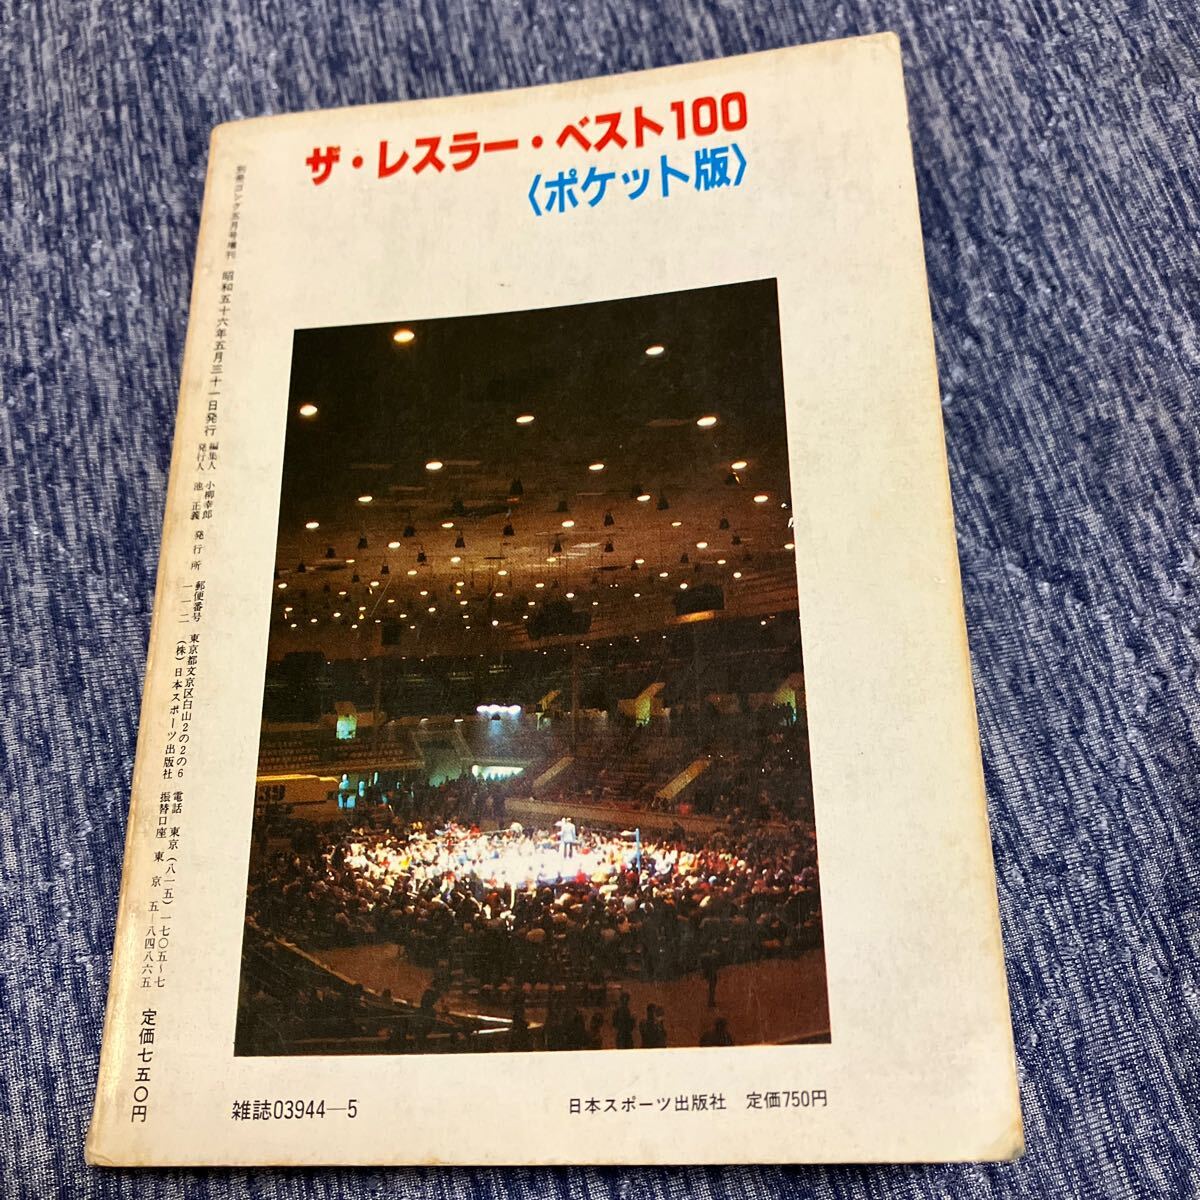 ザ・レスラー・ベスト100
〈ポケット版〉
別冊ゴング五月号増刊
昭和五十六年五月三十一日発行
編集人 小柳幸郎
発行人 池 正義
発行所
郵便番号 一一二
東京都文京区白山2の2の6
(株)日本スポーツ出版社
電話 東京(八一五)一七〇五〜七
振替口座 東京 五―八四八六五
定価七五〇円
雑誌03944―5
日本スポーツ出版社 定価750円